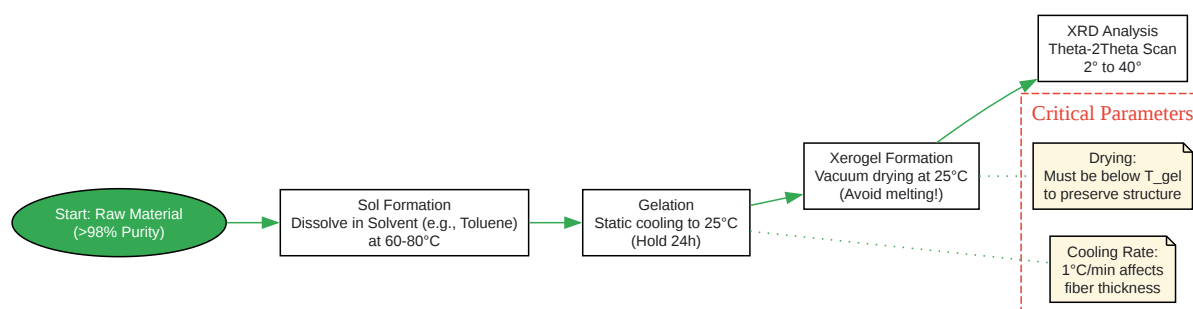 Start: Raw Material
(>98% Purity)
Sol Formation
Dissolve in Solvent (e.g., Toluene)
at 60-80°C
Gelation
Static cooling to 25°C
(Hold 24h)
Xerogel Formation
Vacuum drying at 25°C
(Avoid melting!)
XRD Analysis
Theta-2Theta Scan
2° to 40°
Critical Parameters
Drying:
Must be below T_gel
to preserve structure
Cooling Rate:
1°C/min affects
fiber thickness